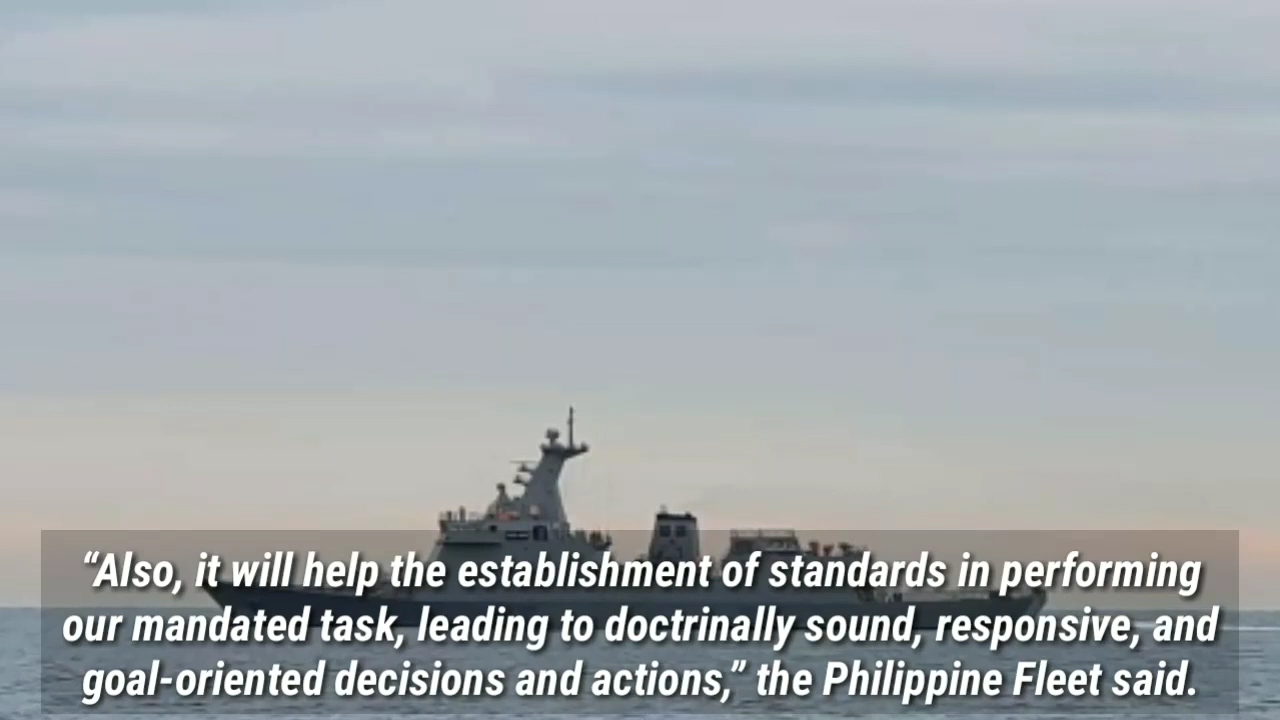 “Also, it will help the establishment of standards in performing
our mandated task, leading to doctrinally sound, responsive, and
goal-oriented decisions and actions,” the Philippine Fleet said.